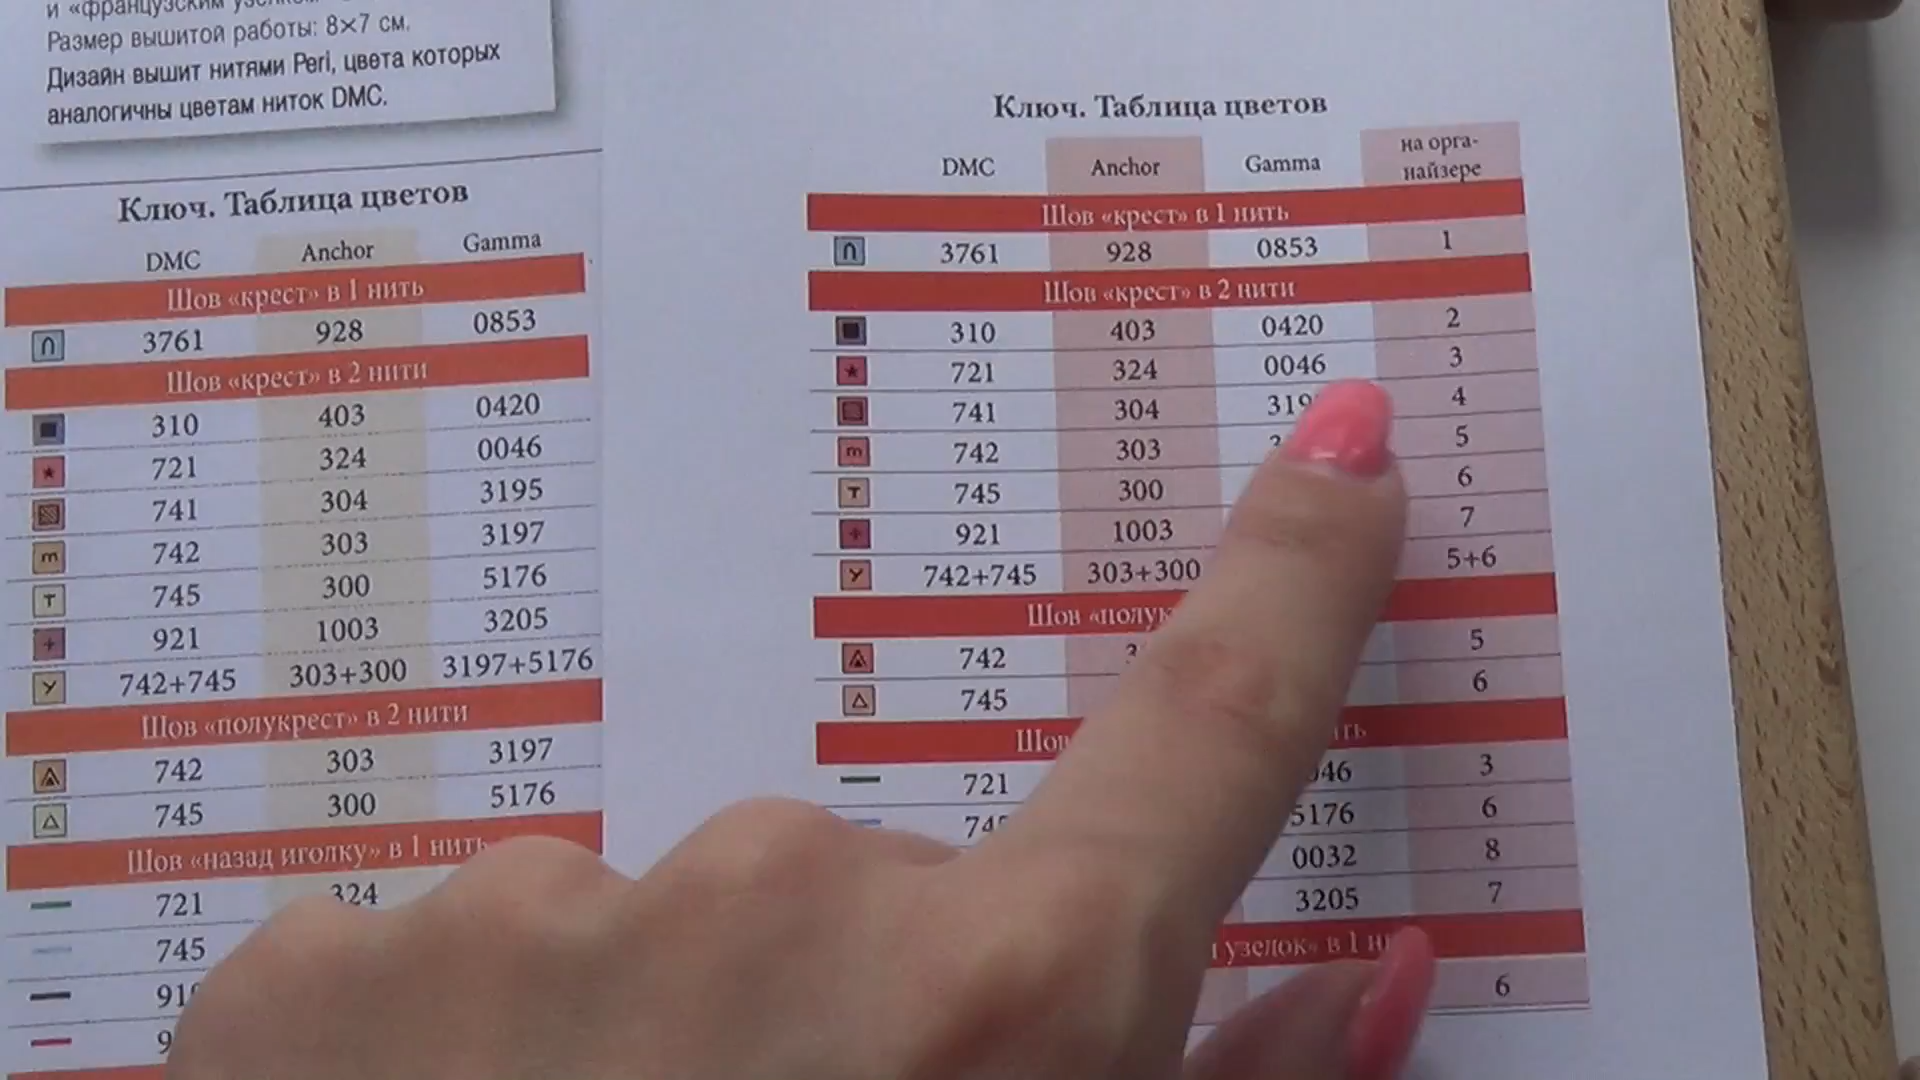 и «французским
Размер вышитой работы: 8×7 см.
Дизайн вышит нитями Peri, цвета которых
аналогичны цветам ниток DMC.
Ключ. Таблица цветов
DMC Anchor Gamma
Шов «крест» в 1 нить
3761 928 0853
Шов «крест» в 2 нити
310 403 0420
721 324 0046
741 304 3195
742 303 3197
745 300 5176
921 1003 3205
742+745 303+300 3197+5176
Шов «полукрест» в 2 нити
742 303 3197
745 300 5176
Шов «назад иголку» в 1 нить
721 324
745
Ключ. Таблица цветов
DMC Anchor Gamma на орга-
найзере
Шов «крест» в 1 нить
3761 928 0853 1
Шов «крест» в 2 нити
310 403 0420 2
721 324 0046 3
741 304 319 4
742 303 5
745 300 6
921 1003 7
742+745 303+300 5+6
Шов
742 5
745 6
Шов
721 3
5176 6
0032 8
3205 7
узелок» в 1
6